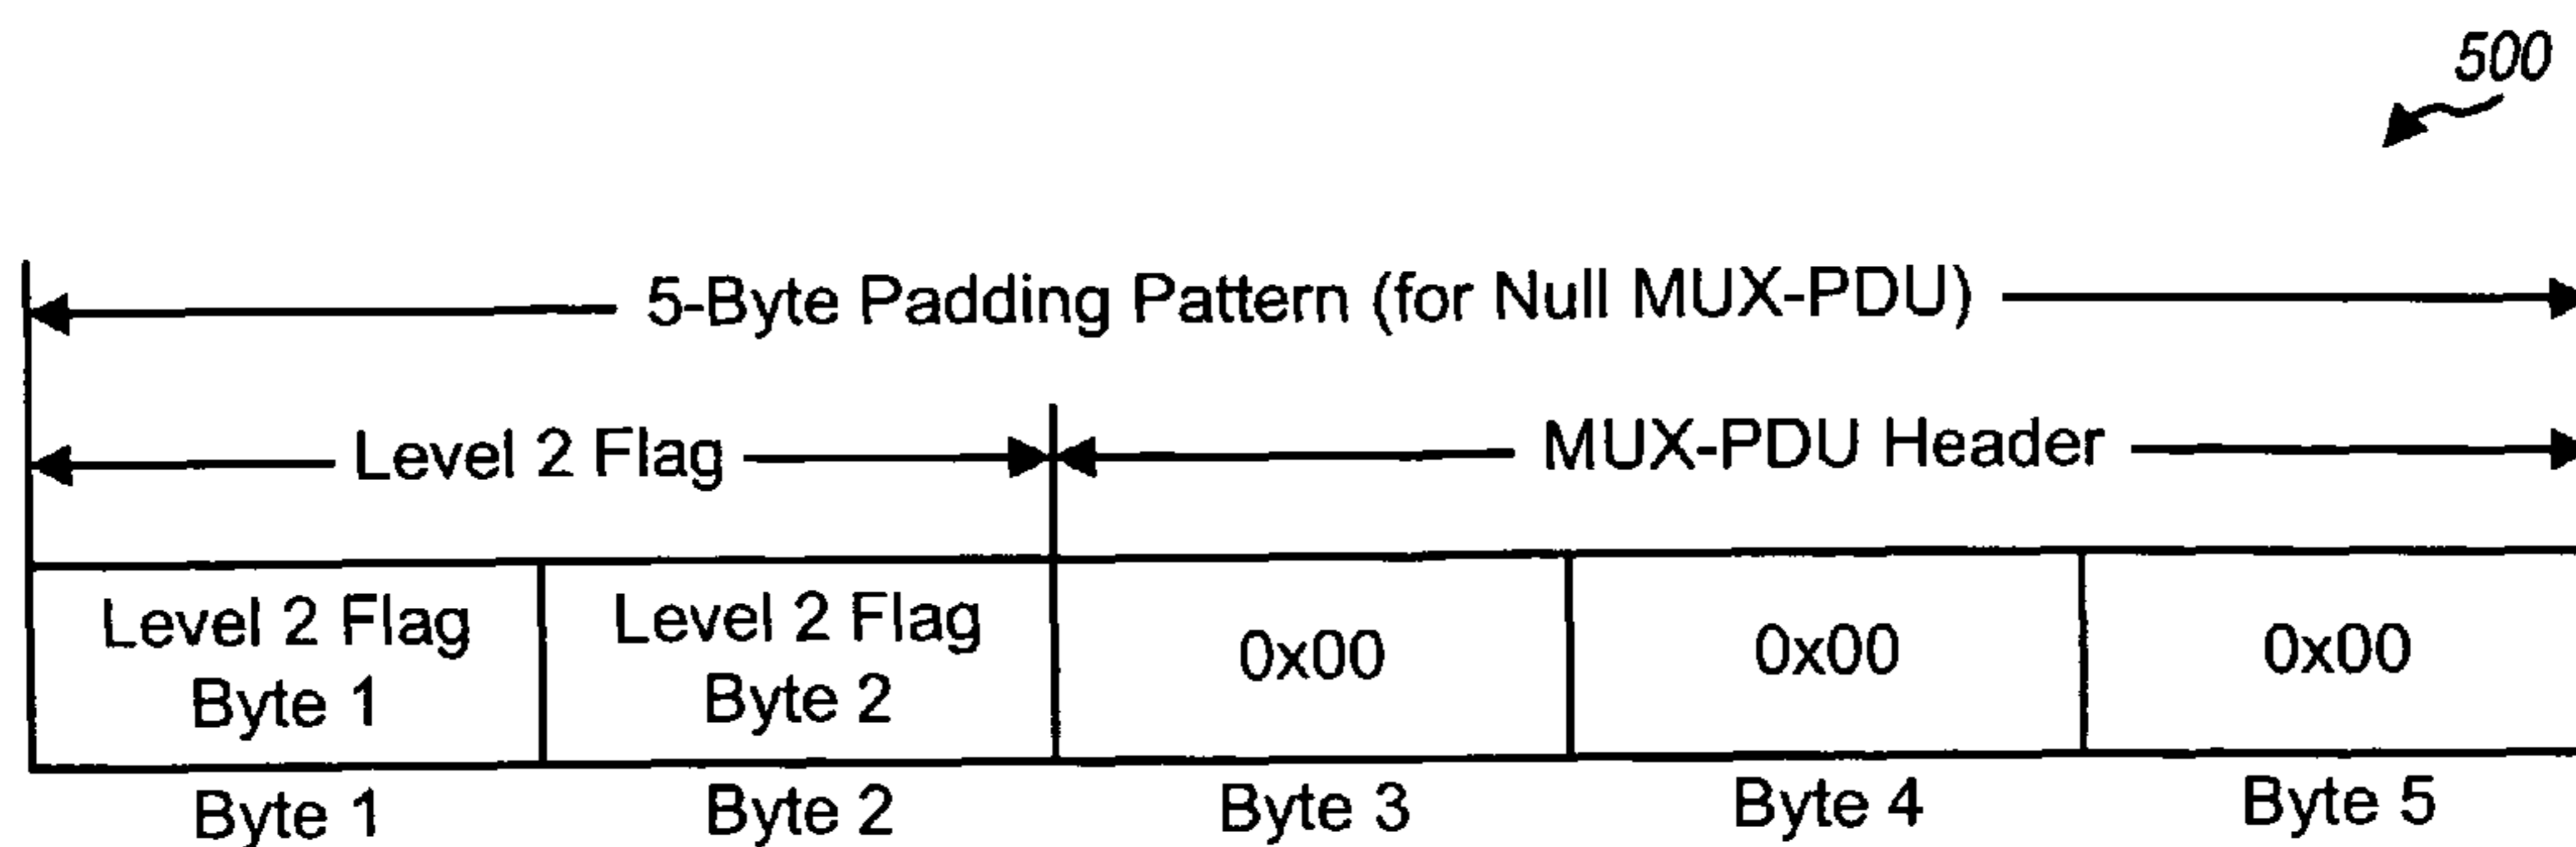 500
5-Byte Padding Pattern (for Null MUX-PDU)
Level 2 Flag
MUX-PDU Header
Level 2 Flag
Byte 1
Level 2 Flag
Byte 2
0x00
0x00
0x00
Byte 1
Byte 2
Byte 3
Byte 4
Byte 5